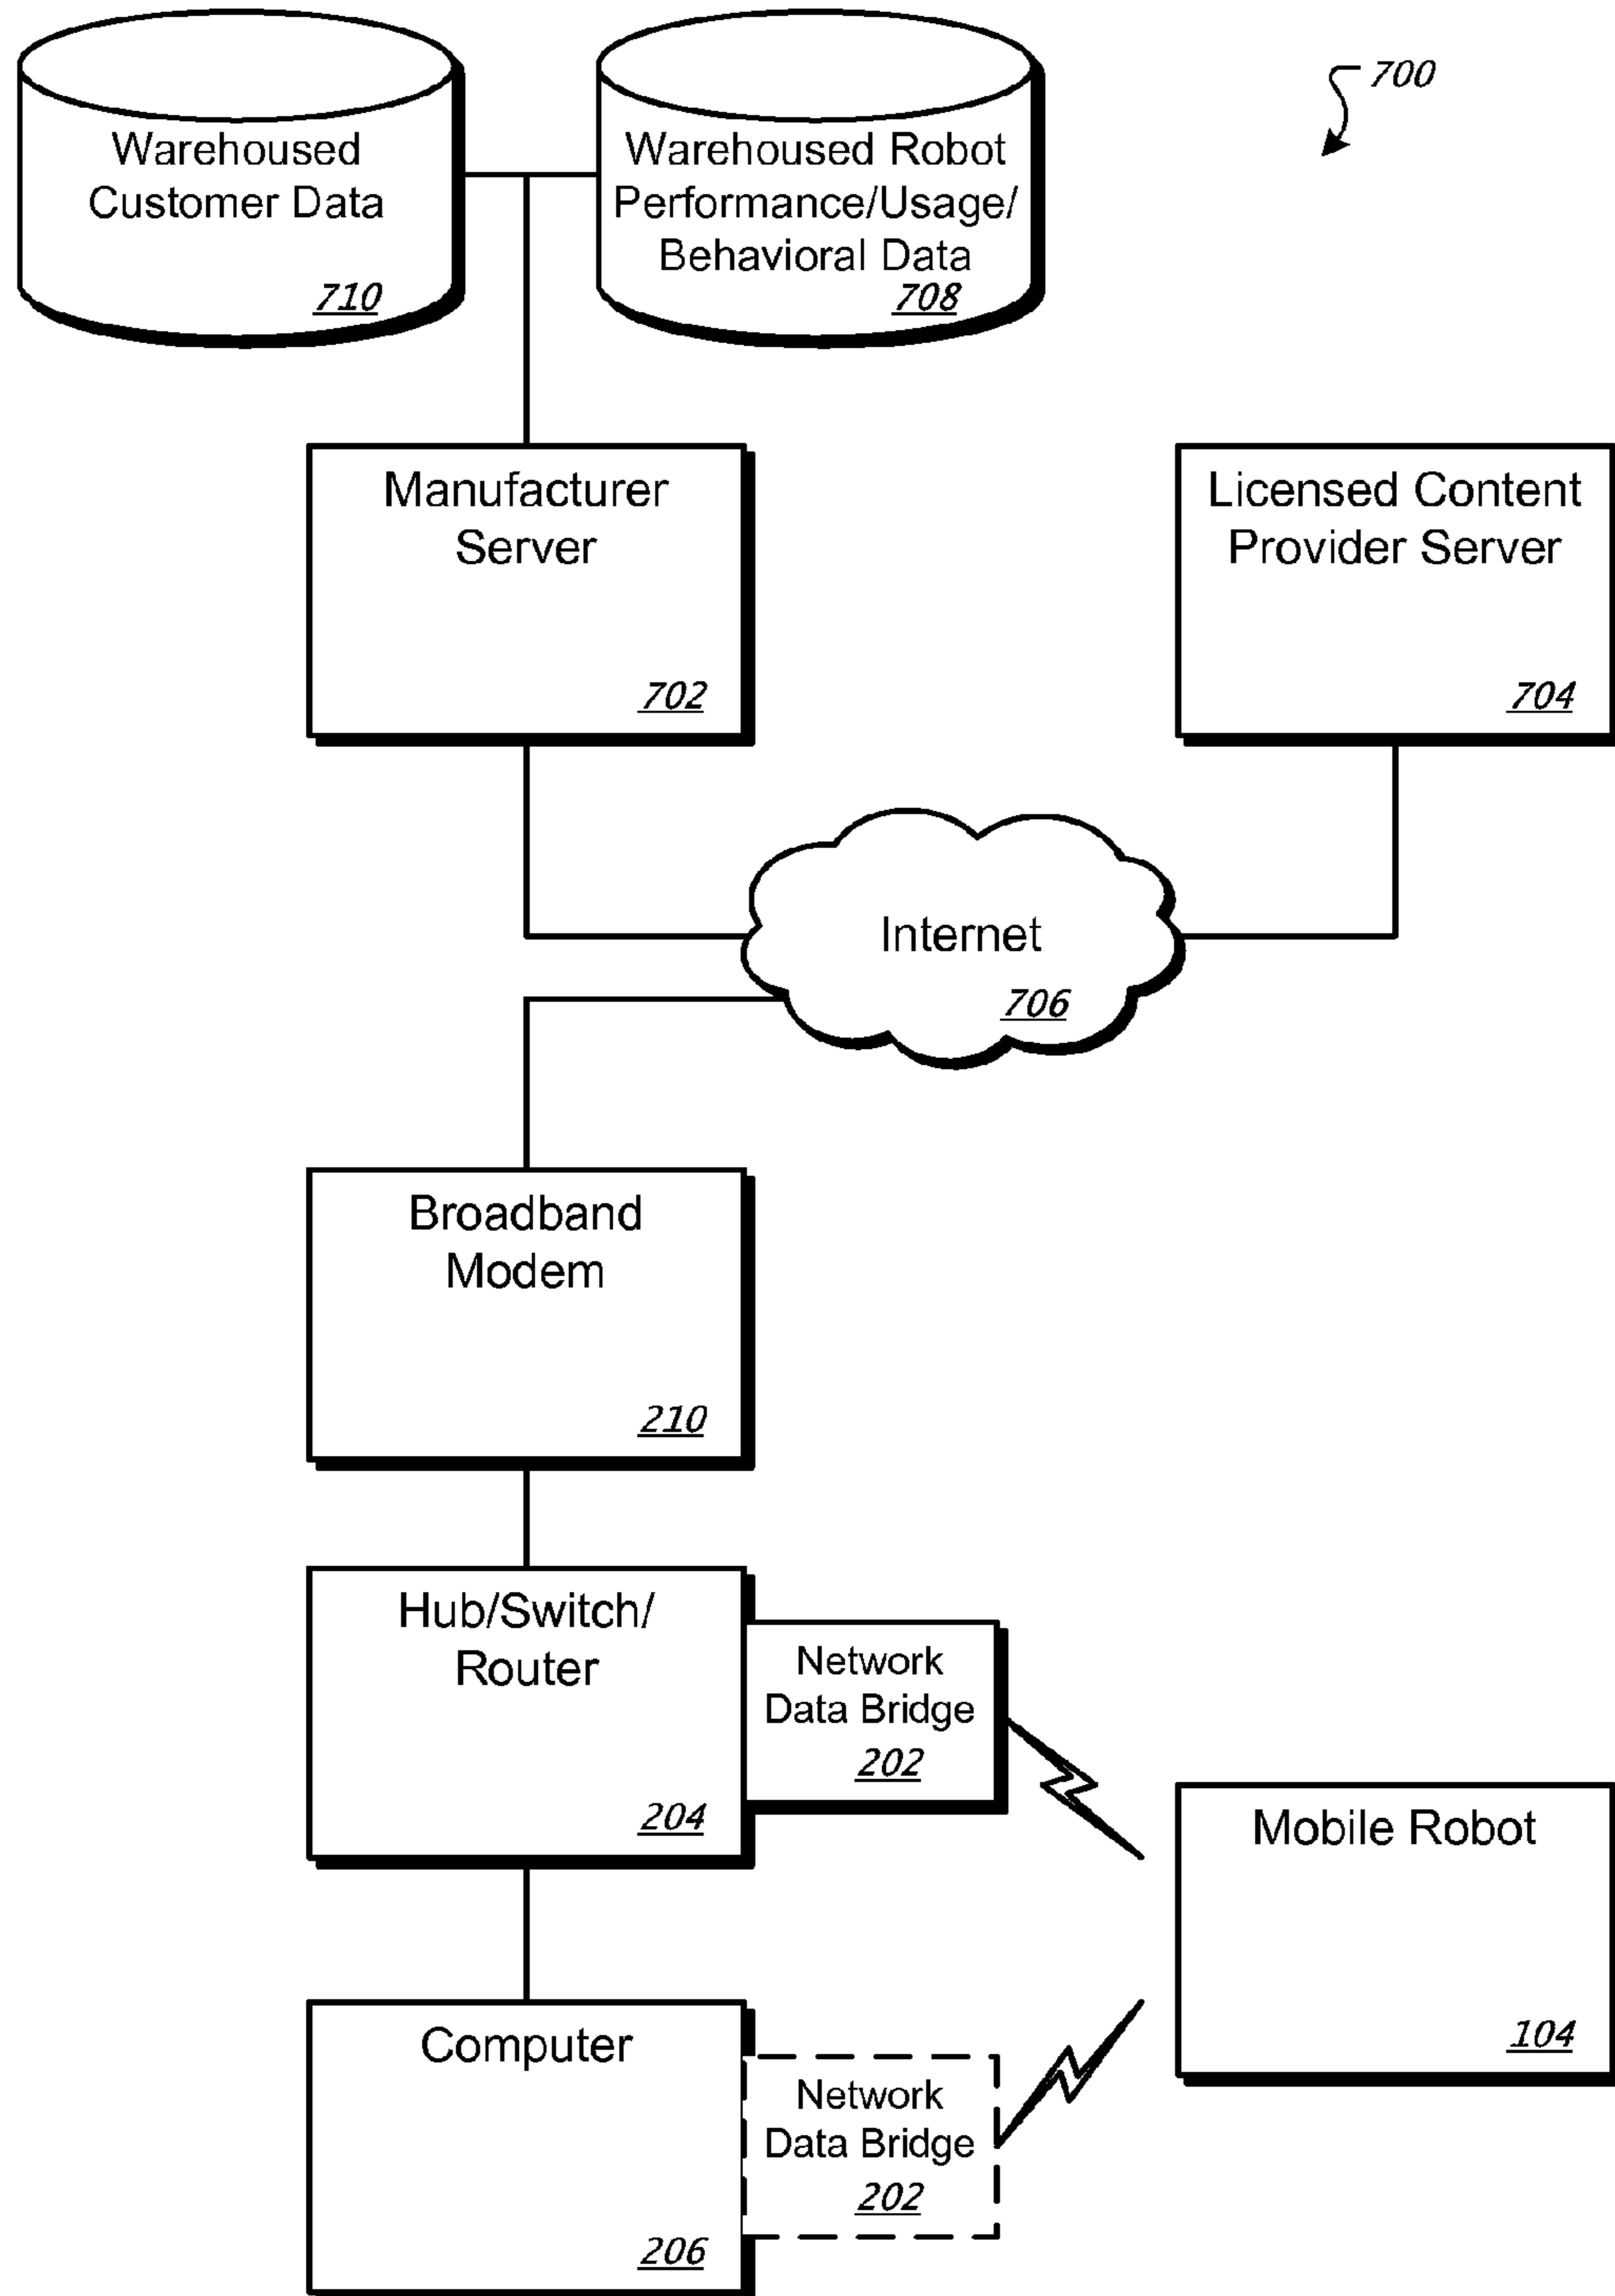 700
Warehoused
Customer Data
710
Warehoused Robot
Performance/Usage/
Behavioral Data
708
Manufacturer
Server
702
Licensed Content
Provider Server
704
Internet
706
Broadband
Modem
210
Hub/Switch/
Router
204
Network
Data Bridge
202
Mobile Robot
104
Computer
206
Network
Data Bridge
202